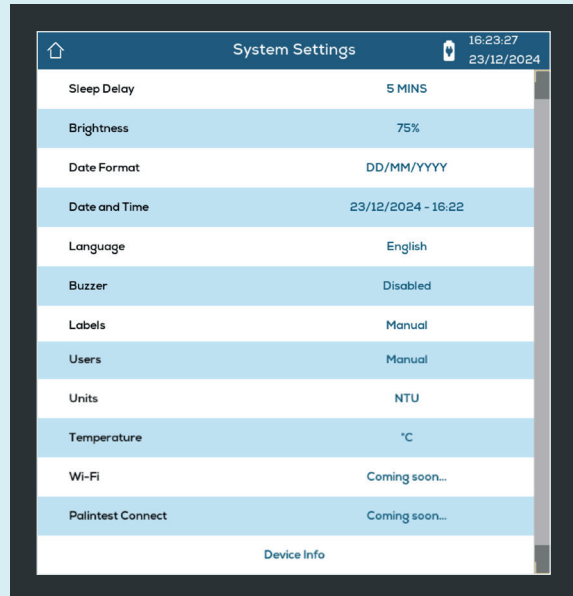 System Settings
16:23:27
23/12/2024
Sleep Delay 5 MINS
Brightness 75%
Date Format DD/MM/YYYY
Date and Time 23/12/2024 - 16:22
Language English
Buzzer Disabled
Labels Manual
Users Manual
Units NTU
Temperature °C
Wi-Fi Coming soon...
Palintest Connect Coming soon...
Device Info